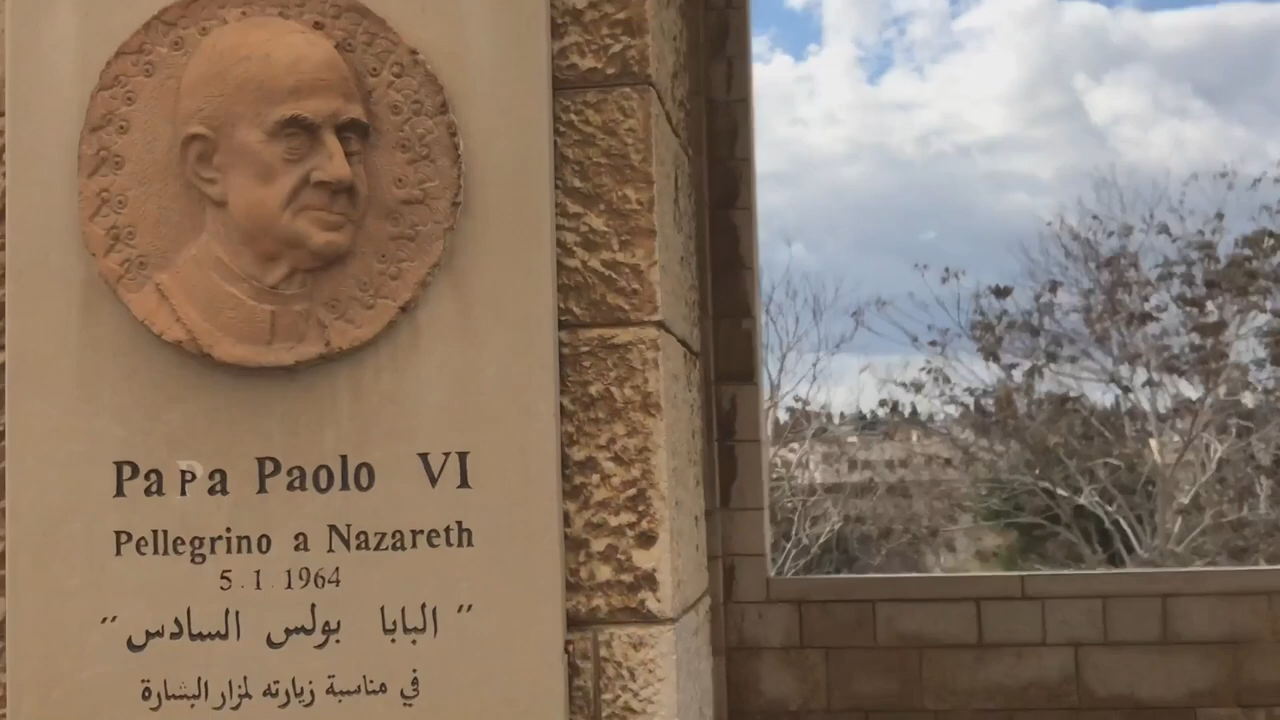 PaPa Paolo VI
Pellegrino a Nazareth
5.1.1964
"البابا بولس السادس"
في مناسبة زيارته لمزار البشارة